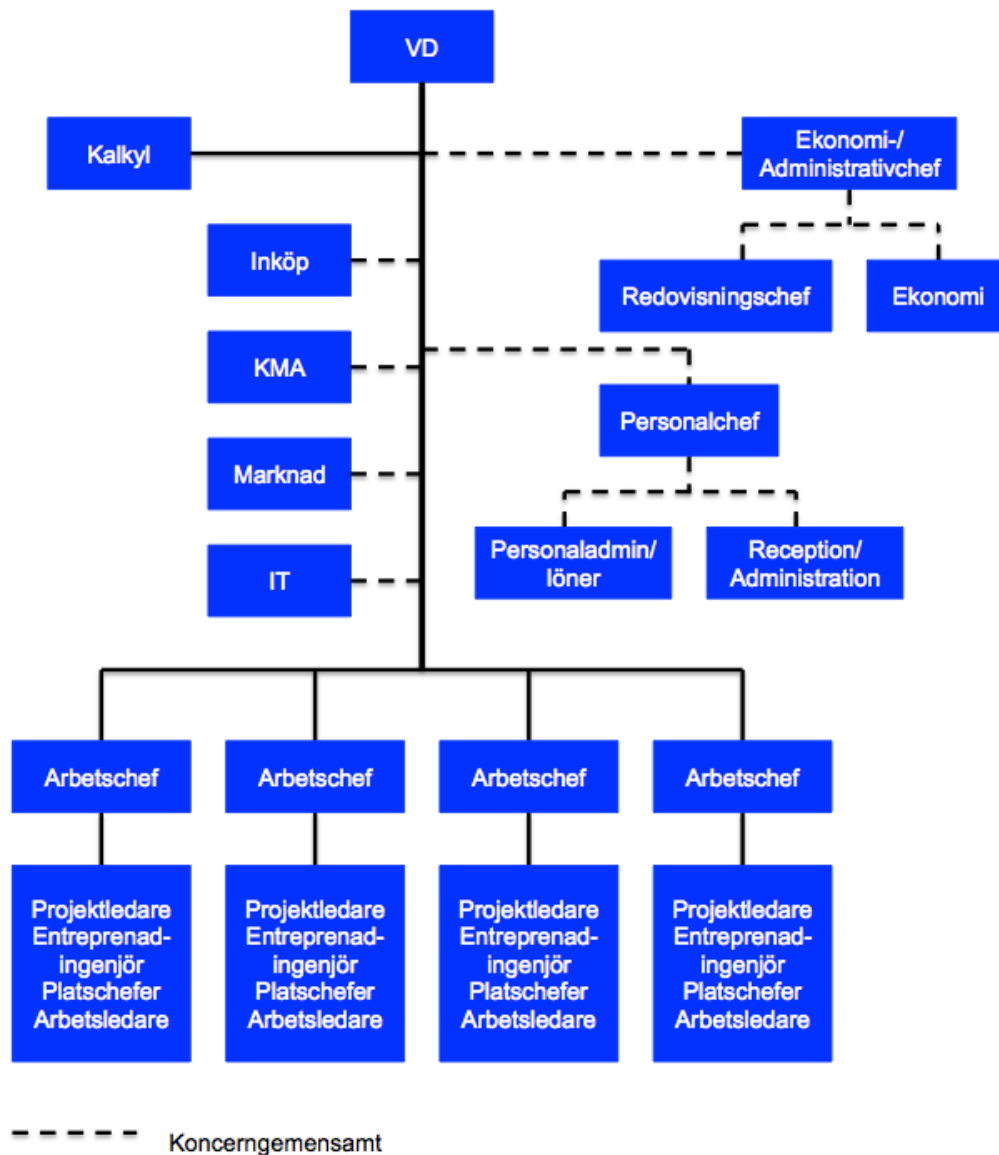 VD
Kalkyl
Ekonomi-/
Administrativchef
Inköp
Redovisningschef
Ekonomi
KMA
Personalchef
Marknad
Personaladmin/
löner
Reception/
Administration
IT
Arbetschef
Arbetschef
Arbetschef
Arbetschef
Projektledare
Entreprenad-
ingenjör
Platschefer
Arbetsledare
Projektledare
Entreprenad-
ingenjör
Platschefer
Arbetsledare
Projektledare
Entreprenad-
ingenjör
Platschefer
Arbetsledare
Projektledare
Entreprenad-
ingenjör
Platschefer
Arbetsledare
Koncerngemensamt